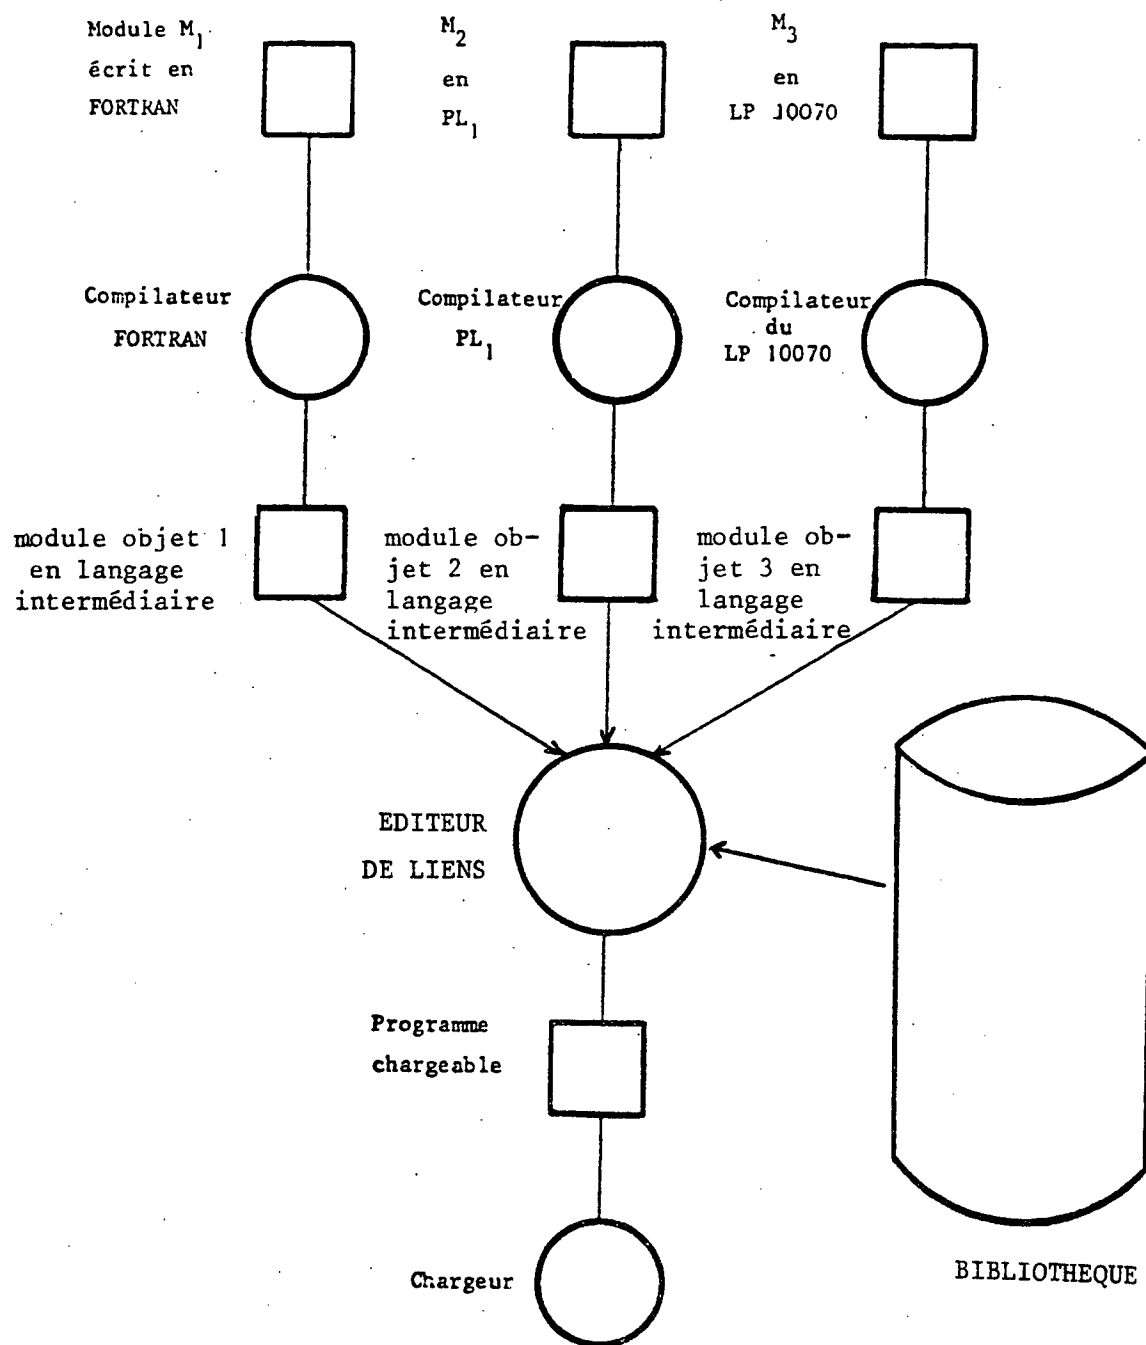 Module M1
écrit en
FORTRAN
M2
en
PL1
M3
en
LP 10070
Compilateur
FORTRAN
Compilateur
PL1
Compilateur
du
LP 10070
module objet 1
en langage
intermédiaire
module ob-
jet 2 en
langage
intermédiaire
module ob-
jet 3 en
langage
intermédiaire
EDITEUR
DE LIENS
Programme
chargeable
Chargeur
BIBLIOTHEQUE